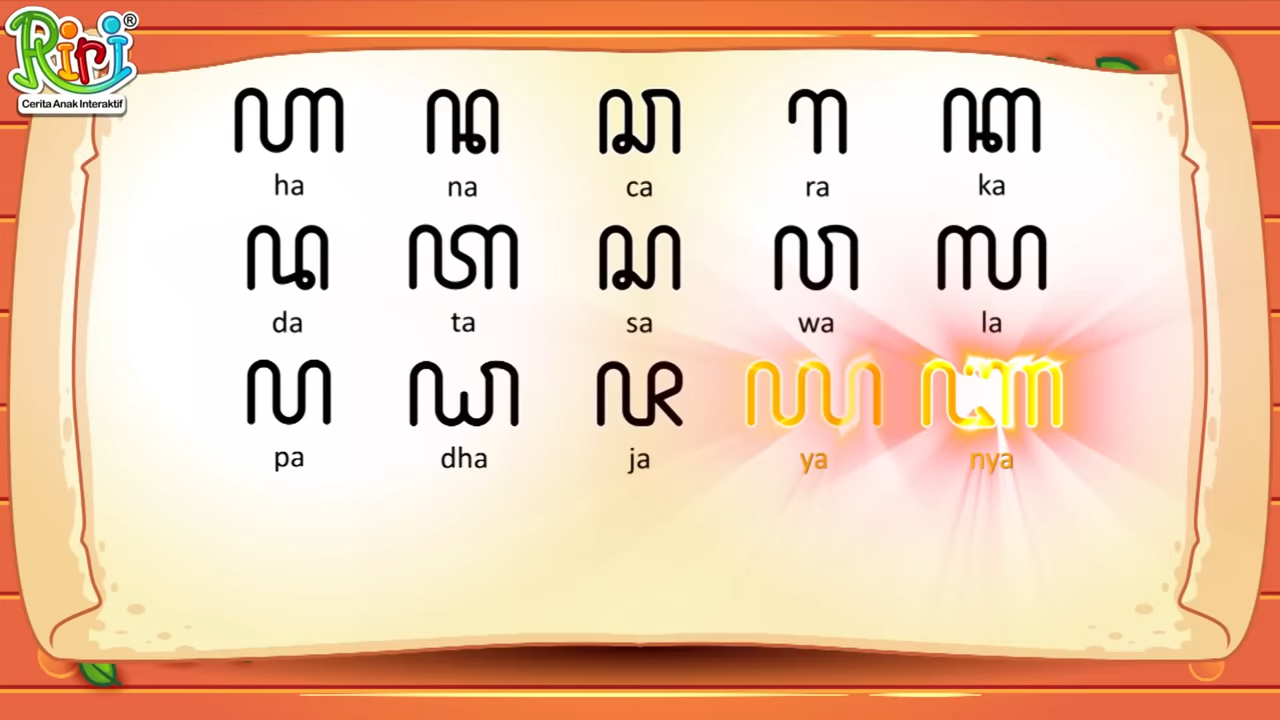 Riri®
Cerita Anak Interaktif
ꦲ ꦤ ꦕ ꦫ ꦏ
ha na ca ra ka
ꦢ ꦠ ꦱ ꦮ ꦭ
da ta sa wa la
ꦥ ꦝ ꦗ ꦪ ꦚ
pa dha ja ya nya